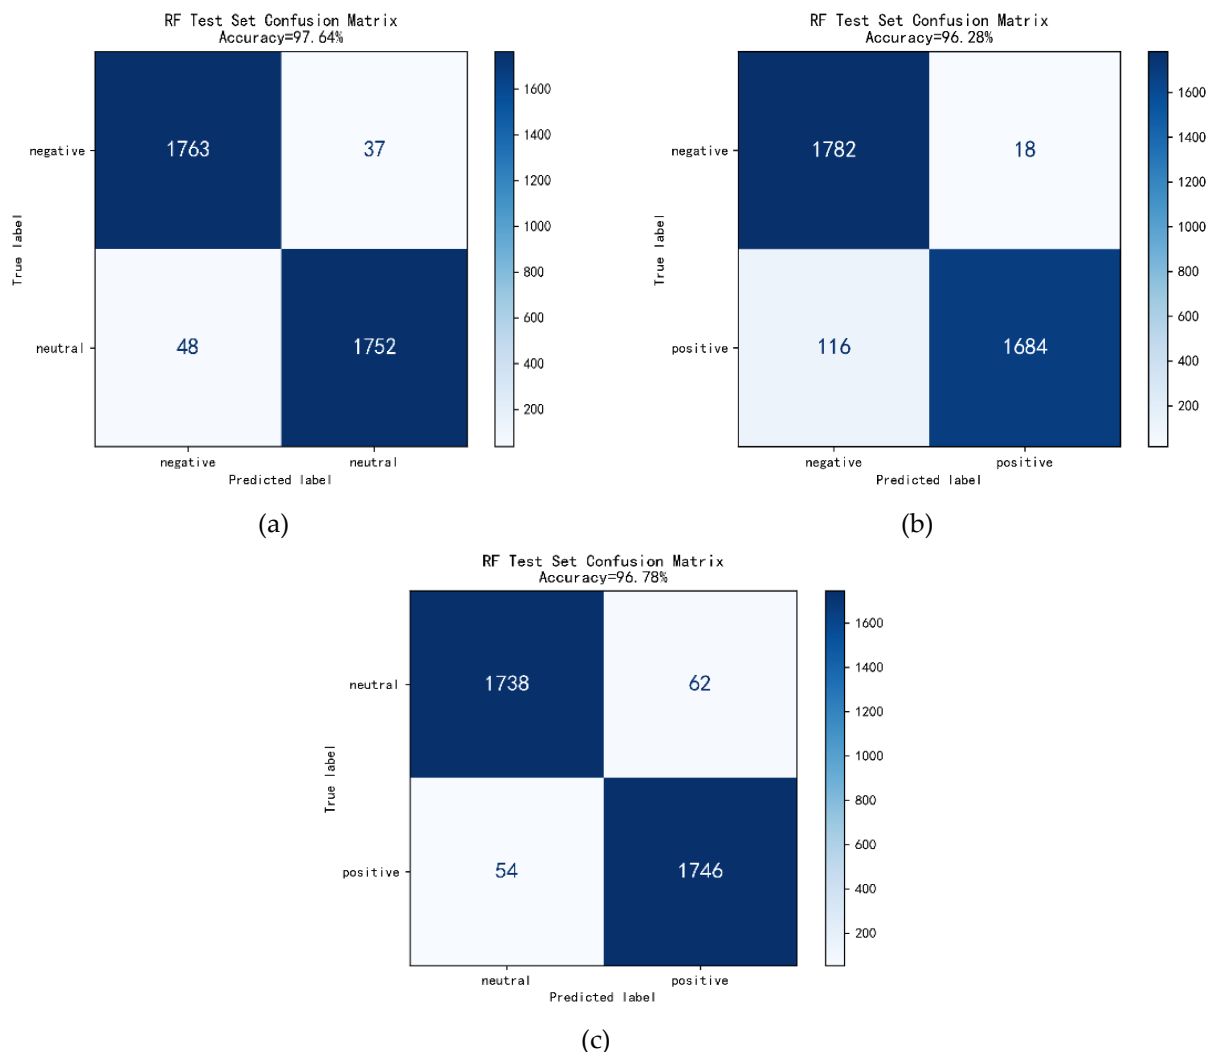 RF Test Set Confusion Matrix
Accuracy=97.64%
negative
1763
37
neutral
48
1752
negative
neutral
Predicted label
True label
1600
1400
1200
1000
800
600
400
200
(a)
RF Test Set Confusion Matrix
Accuracy=96.28%
negative
1782
18
positive
116
1684
negative
positive
Predicted label
True label
1600
1400
1200
1000
800
600
400
200
(b)
RF Test Set Confusion Matrix
Accuracy=96.78%
neutral
1738
62
positive
54
1746
neutral
positive
Predicted label
True label
1600
1400
1200
1000
800
600
400
200
(c)